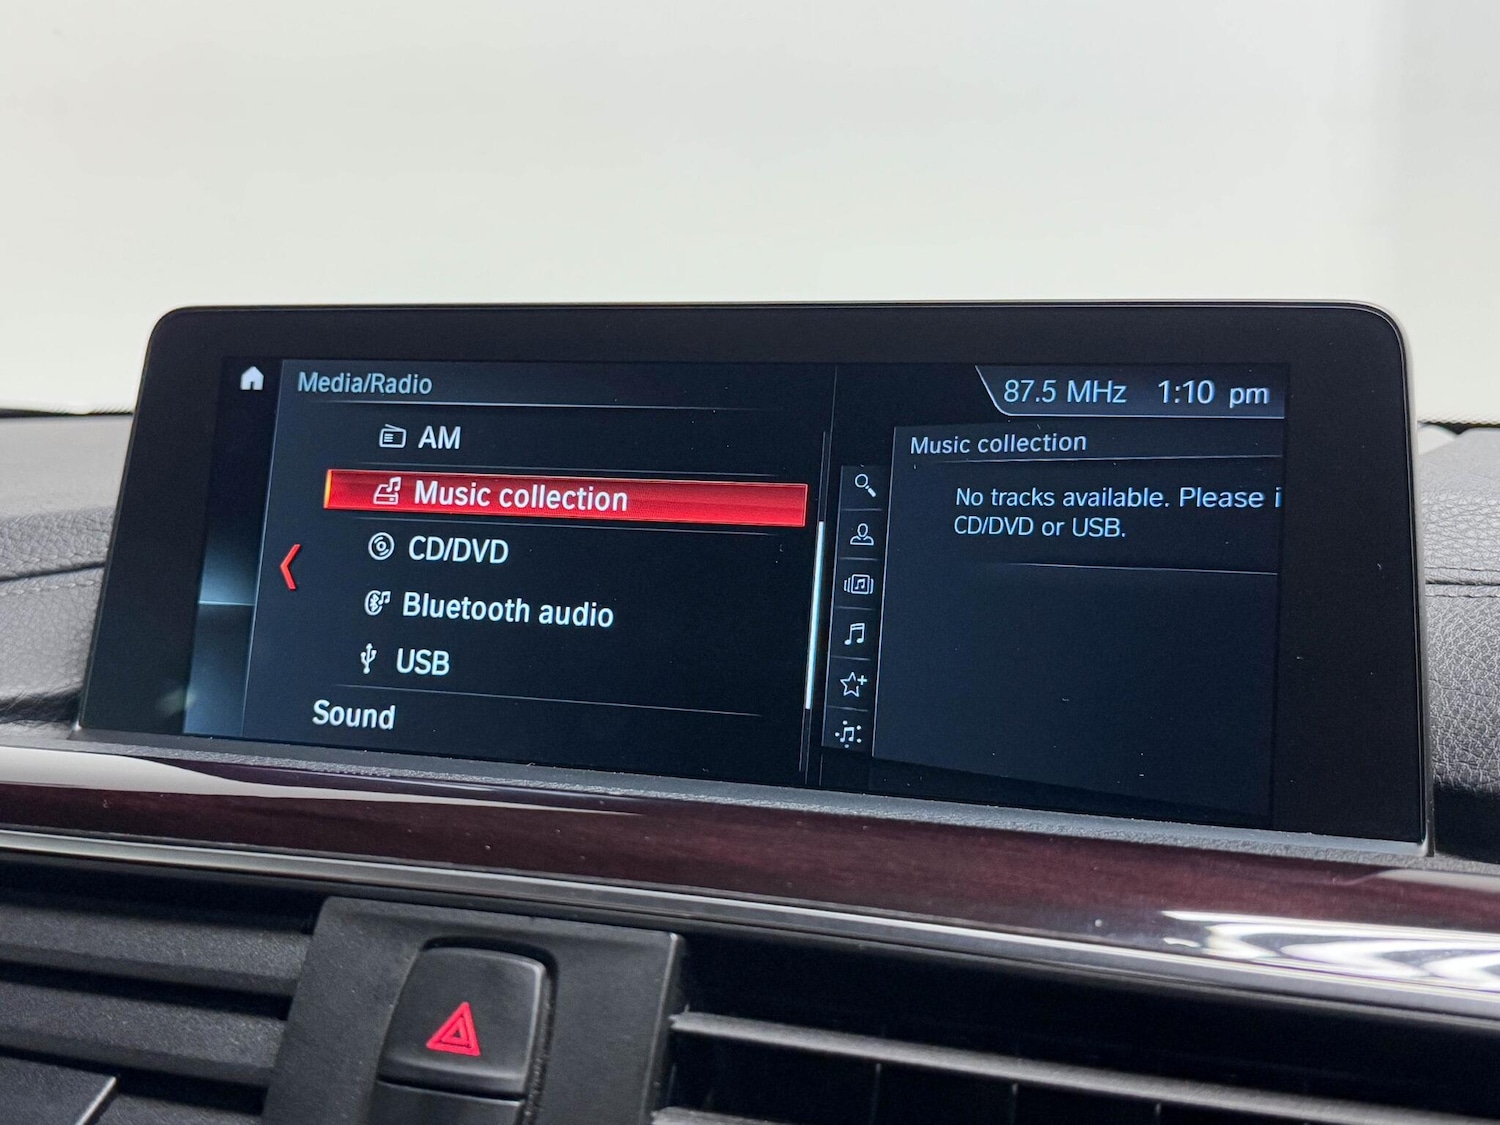 Media/Radio
87.5 MHz 1:10 pm
AM
Music collection
CD/DVD
Bluetooth audio
USB
Sound
Music collection
No tracks available. Please i
CD/DVD or USB.